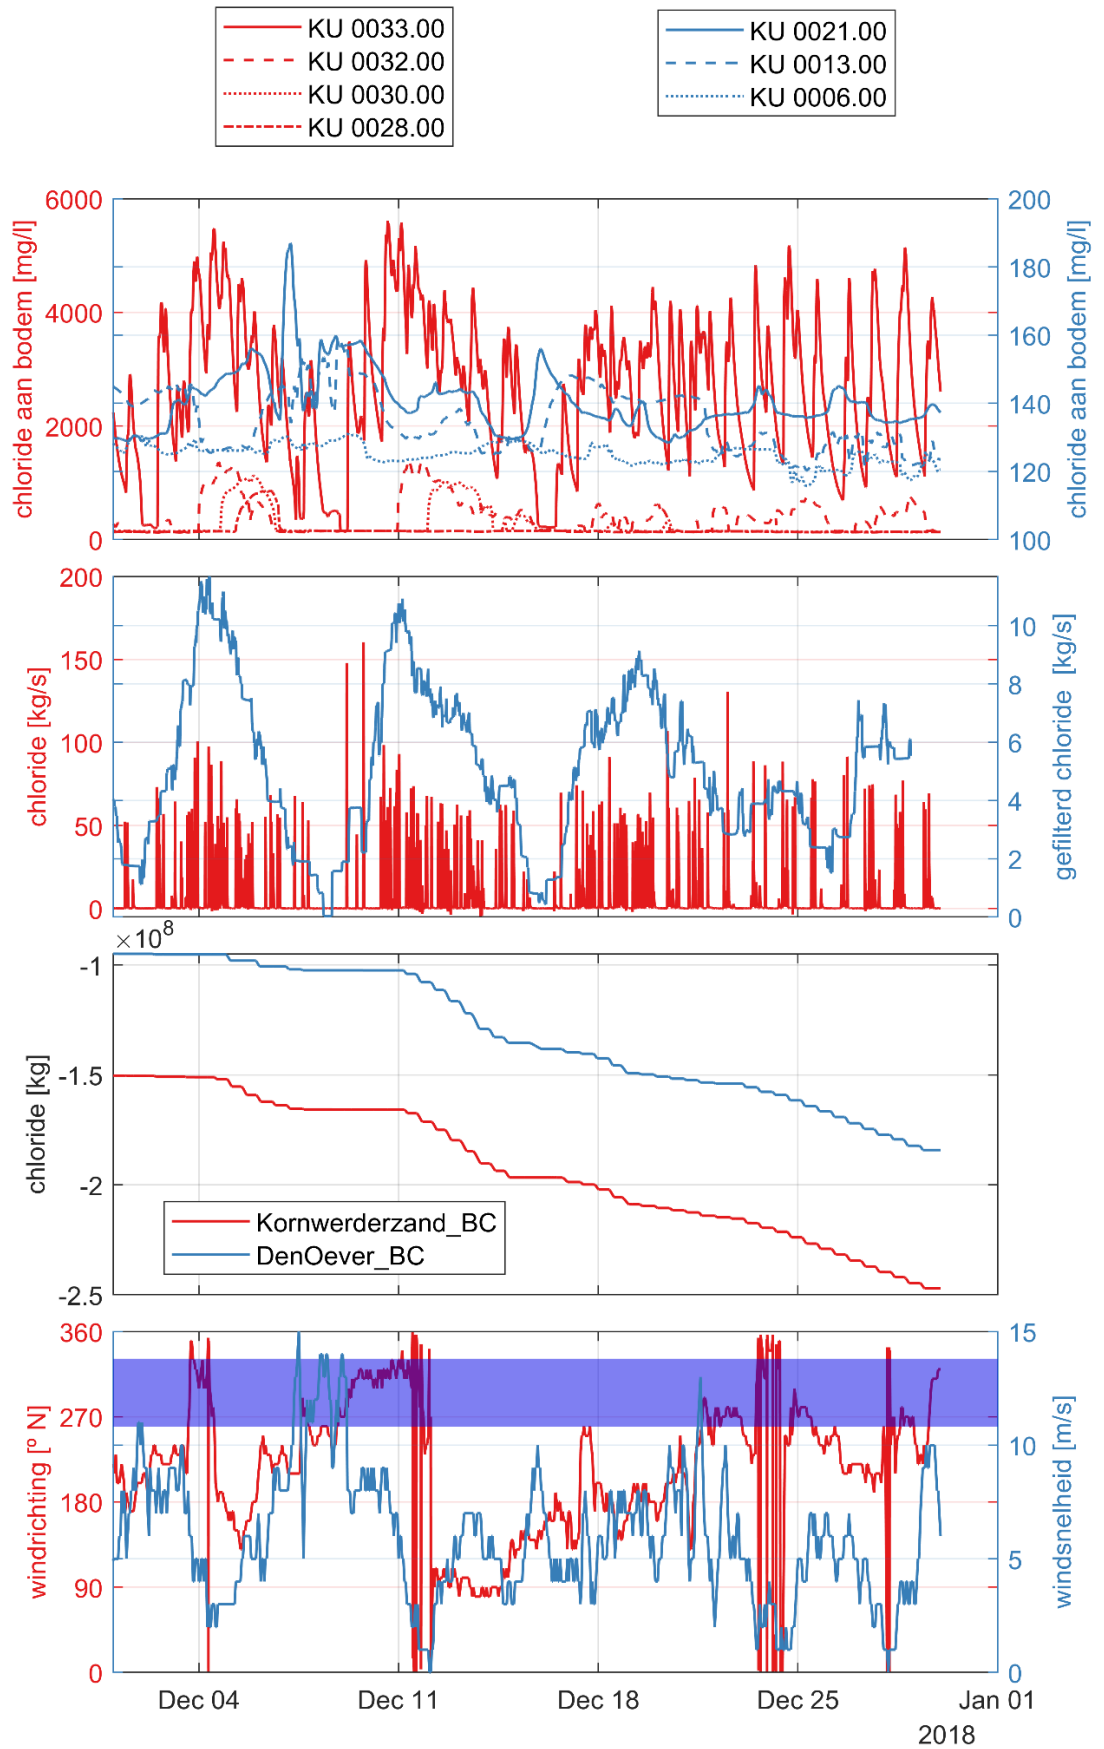 KU 0033.00
KU 0032.00
KU 0030.00
KU 0028.00
KU 0021.00
KU 0013.00
KU 0006.00
chloride aan bodem [mg/l]
6000
4000
2000
0
200
180
160
140
120
100
chloride aan bodem [mg/l]
chloride [kg/s]
200
150
100
50
0
10
8
6
4
2
0
gefilterd chloride [kg/s]
×10⁸
chloride [kg]
-1
-1.5
-2
-2.5
Kornwerderzand_BC
DenOever_BC
windrichting [° N]
360
270
180
90
0
15
10
5
0
windsnelheid [m/s]
Dec 04
Dec 11
Dec 18
Dec 25
Jan 01
2018